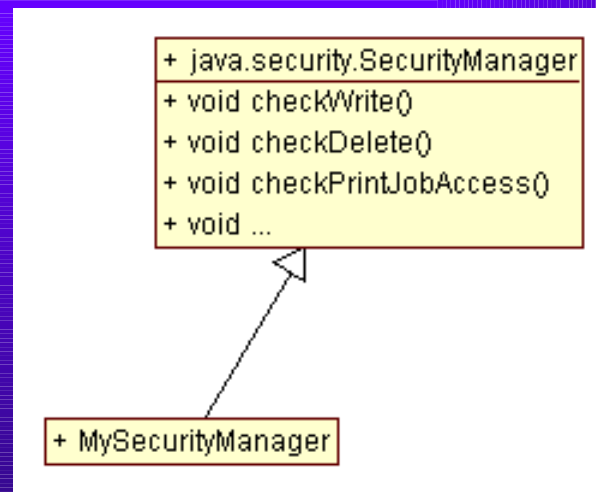 + java.security.SecurityManager
+ void checkWrite()
+ void checkDelete()
+ void checkPrintJobAccess()
+ void ...
+ MySecurityManager